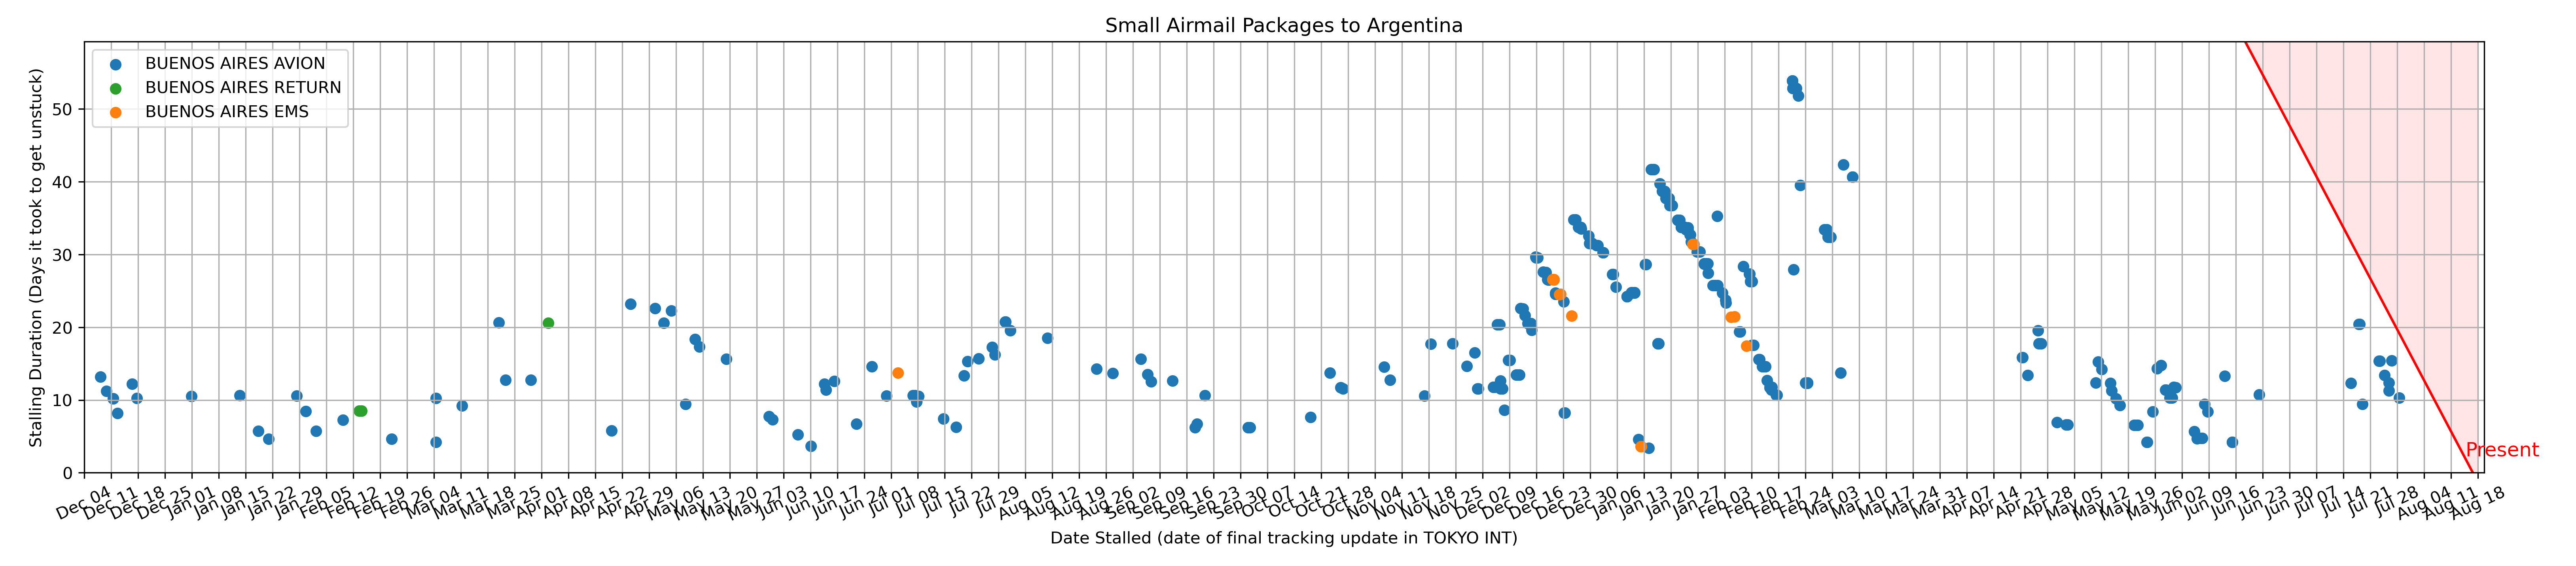 Small Airmail Packages to Argentina
BUENOS AIRES AVION
BUENOS AIRES RETURN
BUENOS AIRES EMS
Stalling Duration (Days it took to get unstuck)
50
40
30
20
10
0
Present
Dec 04 Dec 11 Dec 18 Dec 25 Jan 01 Jan 08 Jan 15 Jan 22 Jan 29 Feb 05 Feb 12 Feb 19 Feb 26 Mar 04 Mar 11 Mar 18 Mar 25 Apr 01 Apr 08 Apr 15 Apr 22 Apr 29 May 06 May 13 May 20 May 27 Jun 03 Jun 10 Jun 17 Jun 24 Jul 01 Jul 08 Jul 15 Jul 22 Jul 29 Aug 05 Aug 12 Aug 19 Aug 26 Sep 02 Sep 09 Sep 16 Sep 23 Sep 30 Oct 07 Oct 14 Oct 21 Oct 28 Nov 04 Nov 11 Nov 18 Nov 25 Dec 02 Dec 09 Dec 16 Dec 23 Dec 30 Jan 06 Jan 13 Jan 20 Jan 27 Feb 03 Feb 10 Feb 17 Feb 24 Mar 03 Mar 10 Mar 17 Mar 24 Mar 31 Apr 07 Apr 14 Apr 21 Apr 28 May 05 May 12 May 19 May 26 Jun 02 Jun 09 Jun 16 Jun 23 Jun 30 Jul 07 Jul 14 Jul 21 Jul 28 Aug 04 Aug 11 Aug 18
Date Stalled (date of final tracking update in TOKYO INT)